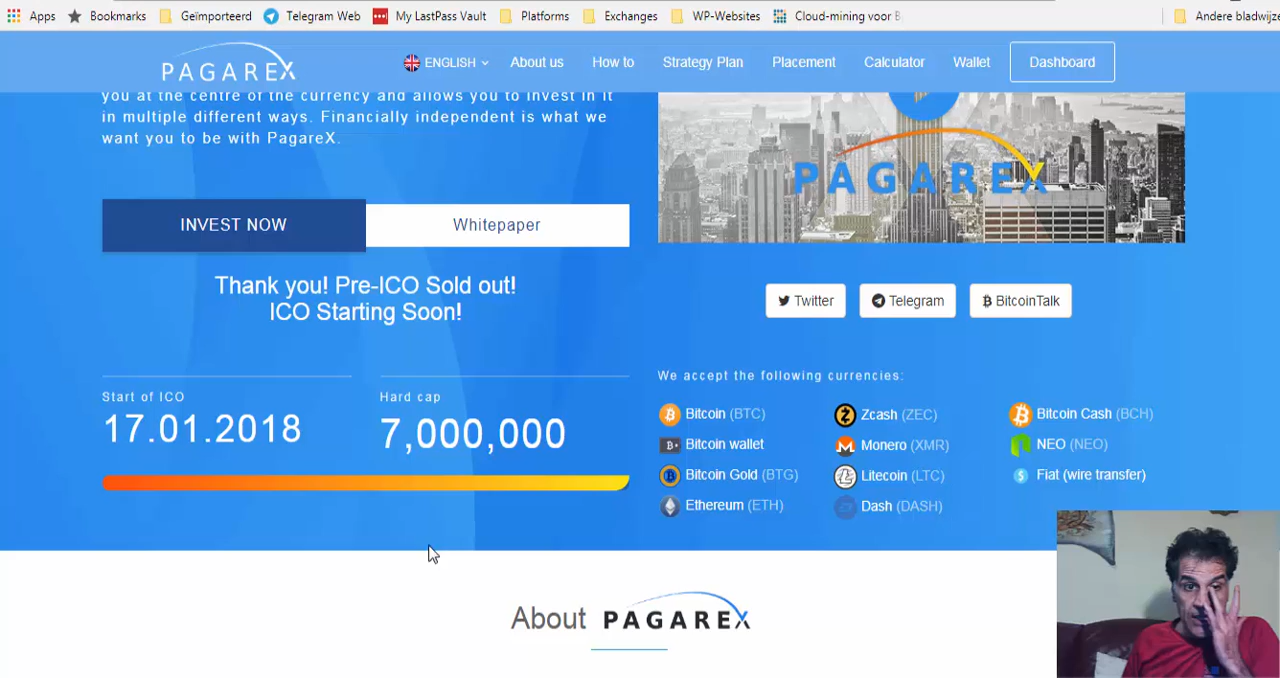 Apps Bookmarks Geïmporteerd Telegram Web My LastPass Vault Platforms Exchanges WP-Websites Cloud-mining voor Andere bladwijze
PAGAREX ENGLISH About us How to Strategy Plan Placement Calculator Wallet Dashboard
you at the centre of the currency and allows you to invest in it
in multiple different ways. Financially independent is what we
want you to be with PagareX.
PAGAREX
INVEST NOW Whitepaper
Thank you! Pre-ICO Sold out!
ICO Starting Soon!
Twitter Telegram BitcoinTalk
We accept the following currencies:
Start of ICO Hard cap
17.01.2018 7,000,000
Bitcoin (BTC) Zcash (ZEC) Bitcoin Cash (BCH)
Bitcoin wallet Monero (XMR) NEO (NEO)
Bitcoin Gold (BTG) Litecoin (LTC) Fiat (wire transfer)
Ethereum (ETH) Dash (DASH)
About PAGAREX